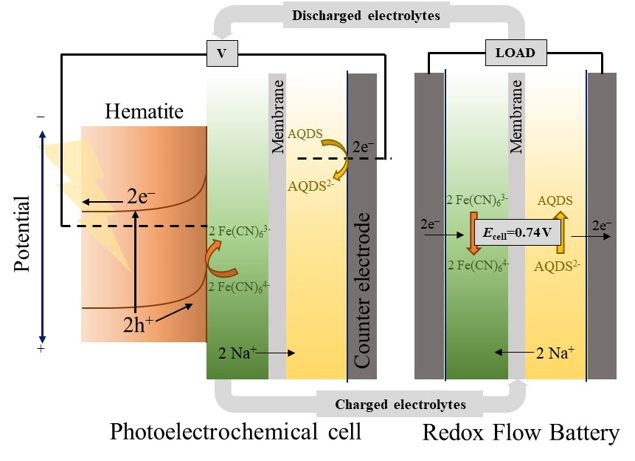 Discharged electrolytes
V
LOAD
Hematite
Membrane
Membrane
AQDS
2e⁻
AQDS²⁻
−
2e⁻
Potential
2 Fe(CN)₆³⁻
2 Fe(CN)₆⁴⁻
2h⁺
+
2 Na⁺
Counter electrode
2 Fe(CN)₆³⁻
AQDS
2e⁻
E_cell=0.74V
2e⁻
2 Fe(CN)₆⁴⁻
AQDS²⁻
2 Na⁺
Charged electrolytes
Photoelectrochemical cell
Redox Flow Battery